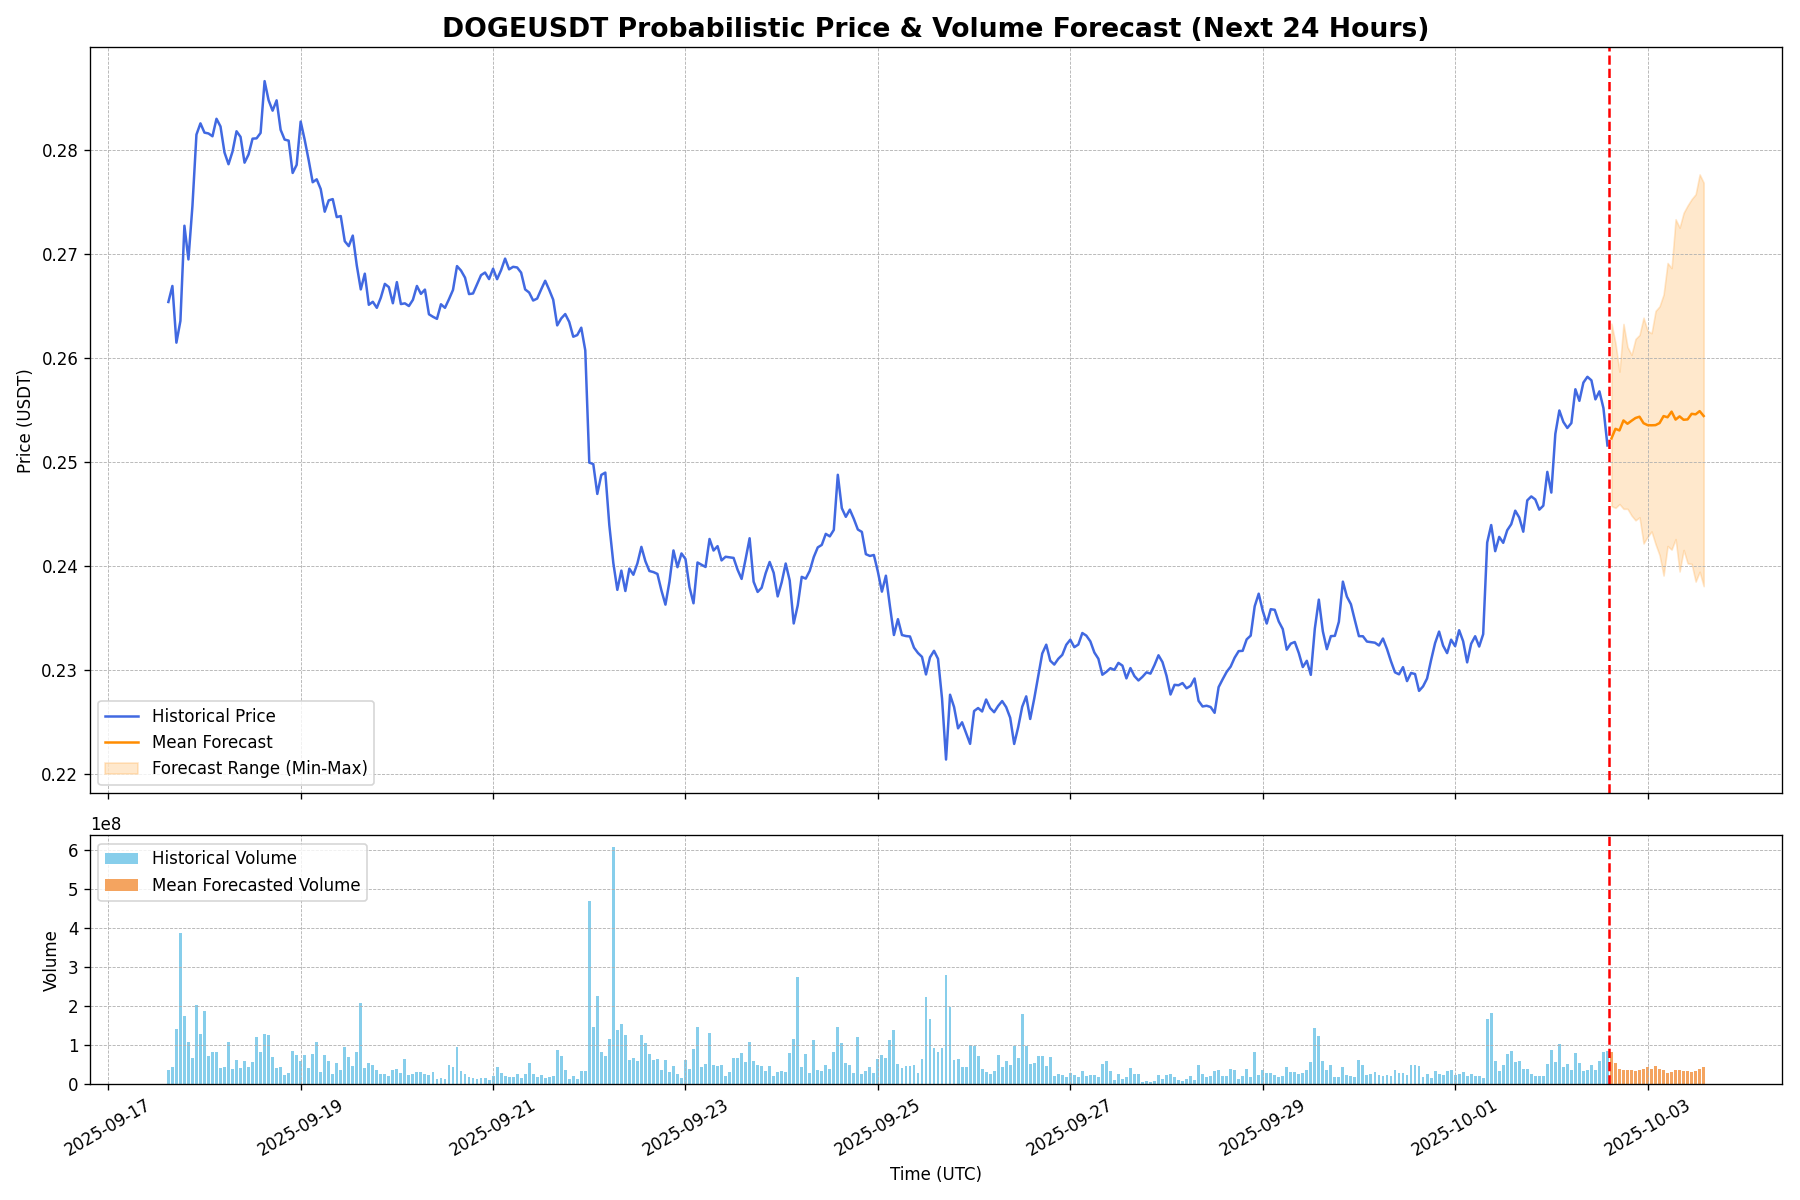 DOGEUSDT Probabilistic Price & Volume Forecast (Next 24 Hours)
Price (USDT)
0.28
0.27
0.26
0.25
0.24
0.23
0.22
Historical Price
Mean Forecast
Forecast Range (Min-Max)
1e8
Volume
6
5
4
3
2
1
0
Historical Volume
Mean Forecasted Volume
2025-09-17
2025-09-19
2025-09-21
2025-09-23
2025-09-25
2025-09-27
2025-09-29
2025-10-01
2025-10-03
Time (UTC)